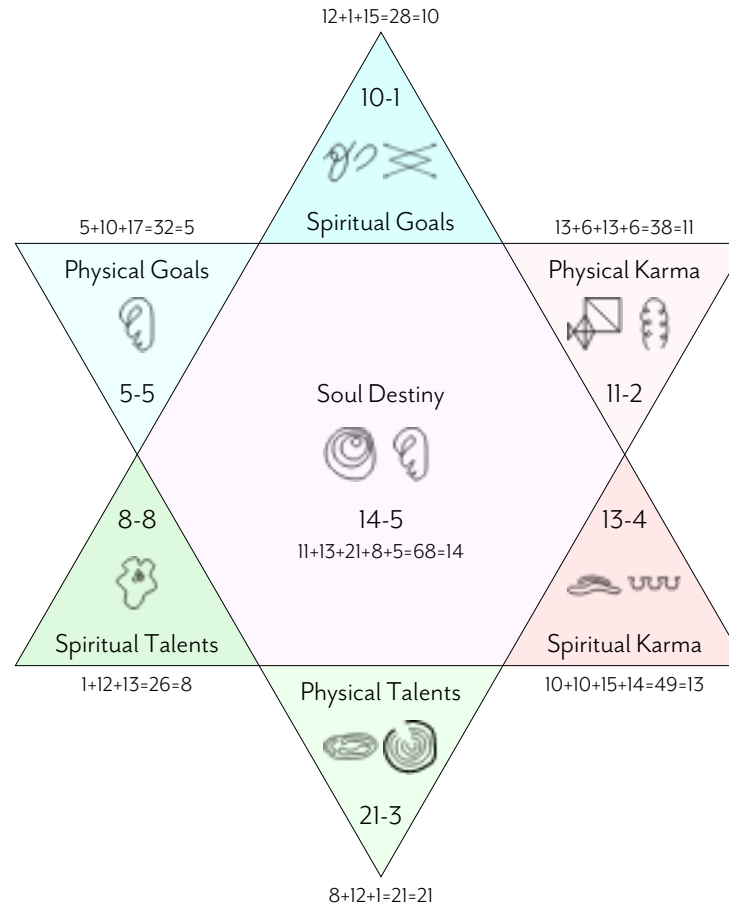 12+1+15=28=10
10-1
Spiritual Goals
5+10+17=32=5
Physical Goals
5-5
13+6+13+6=38=11
Physical Karma
11-2
Soul Destiny
14-5
11+13+21+8+5=68=14
8-8
Spiritual Talents
1+12+13=26=8
13-4
Spiritual Karma
10+10+15+14=49=13
Physical Talents
21-3
8+12+1=21=21